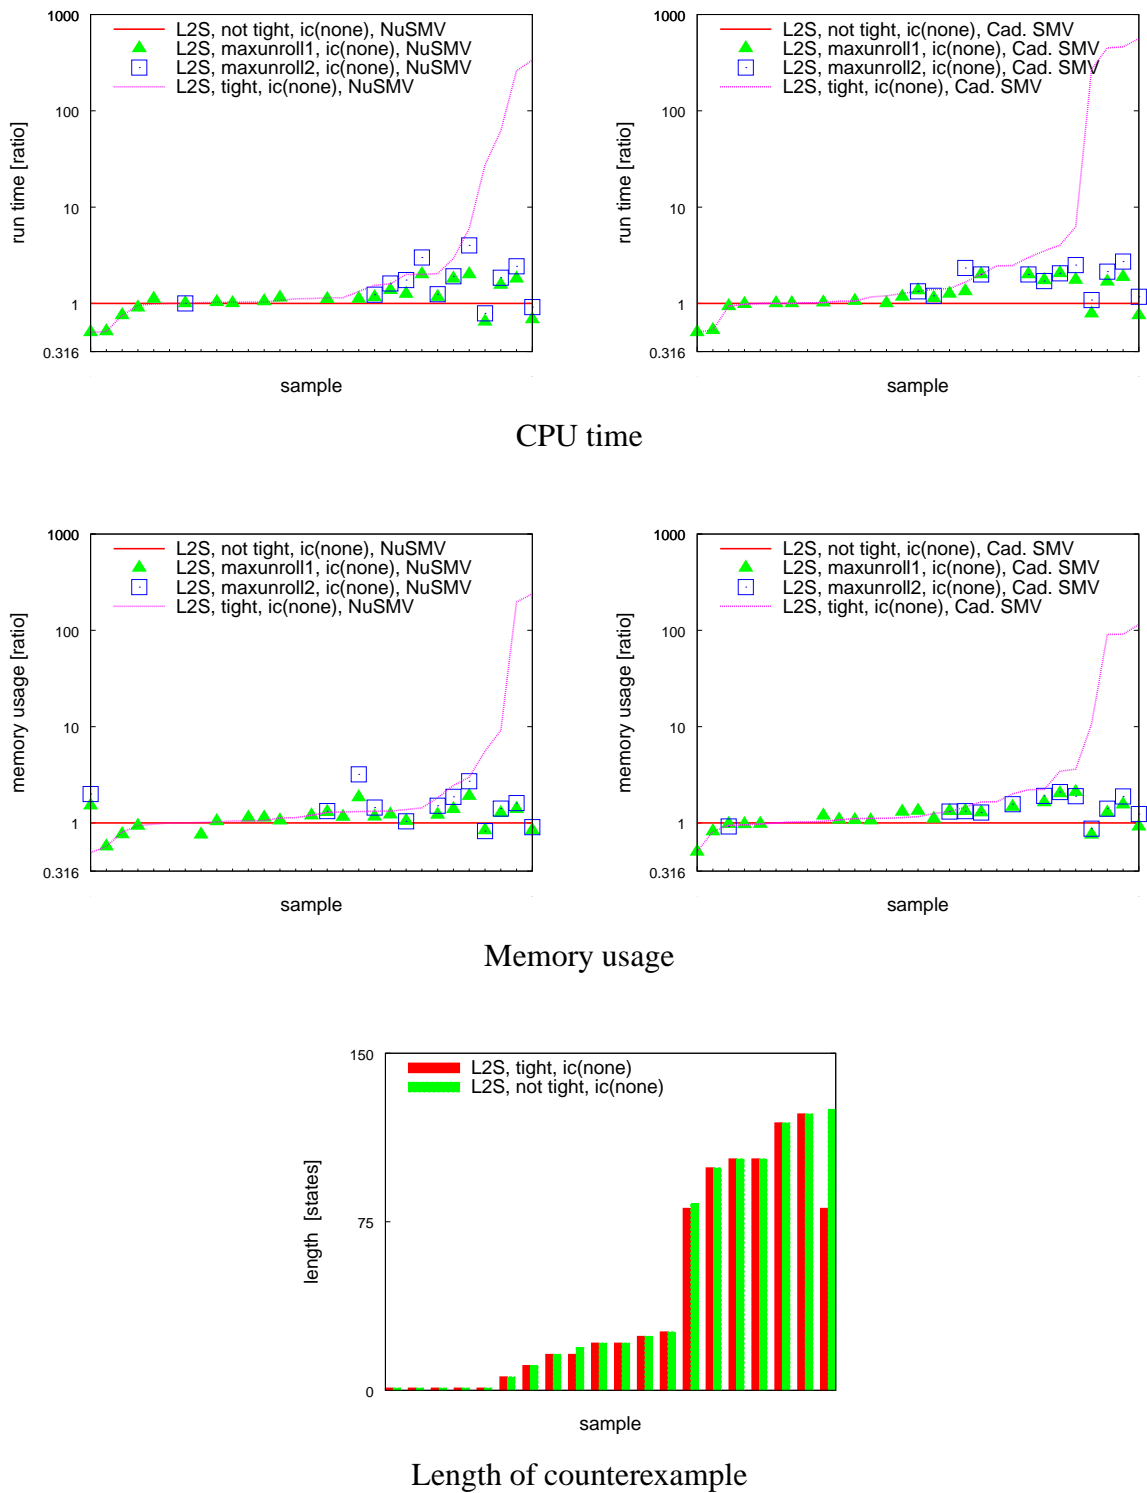 1000
100
10
1
0.316
run time [ratio]
L2S, not tight, ic(none), NuSMV
L2S, maxunroll1, ic(none), NuSMV
L2S, maxunroll2, ic(none), NuSMV
L2S, tight, ic(none), NuSMV
sample
1000
100
10
1
0.316
run time [ratio]
L2S, not tight, ic(none), Cad. SMV
L2S, maxunroll1, ic(none), Cad. SMV
L2S, maxunroll2, ic(none), Cad. SMV
L2S, tight, ic(none), Cad. SMV
sample
CPU time
1000
100
10
1
0.316
memory usage [ratio]
L2S, not tight, ic(none), NuSMV
L2S, maxunroll1, ic(none), NuSMV
L2S, maxunroll2, ic(none), NuSMV
L2S, tight, ic(none), NuSMV
sample
1000
100
10
1
0.316
memory usage [ratio]
L2S, not tight, ic(none), Cad. SMV
L2S, maxunroll1, ic(none), Cad. SMV
L2S, maxunroll2, ic(none), Cad. SMV
L2S, tight, ic(none), Cad. SMV
sample
Memory usage
150
75
0
length [states]
L2S, tight, ic(none)
L2S, not tight, ic(none)
sample
Length of counterexample